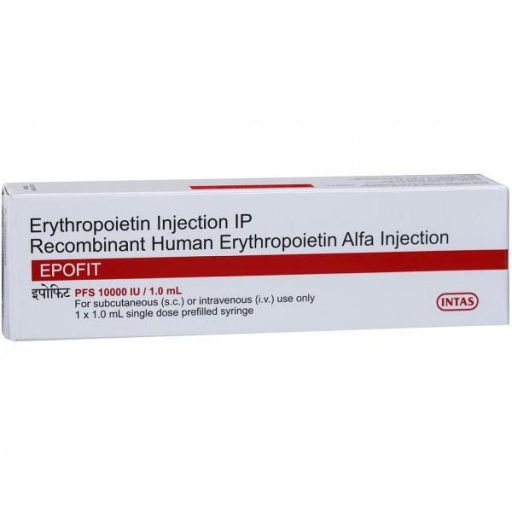 Erythropoietin Injection IP
Recombinant Human Erythropoietin Alfa Injection
EPOFIT
इपोफिट PFS 10000 IU / 1.0 mL
For subcutaneous (s.c.) or intravenous (i.v.) use only
1 x 1.0 mL single dose prefilled syringe
INTAS